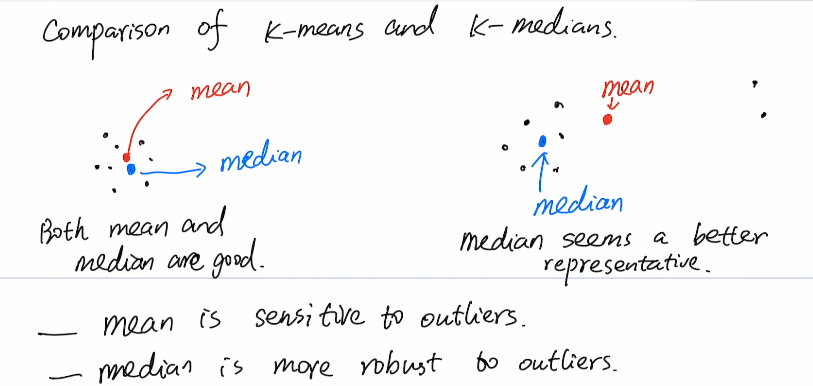 Comparison of K-means and K-medians.
mean
mean
median
median
Both mean and
median are good.
median seems a better
representative.
— mean is sensitive to outliers.
— median is more robust to outliers.